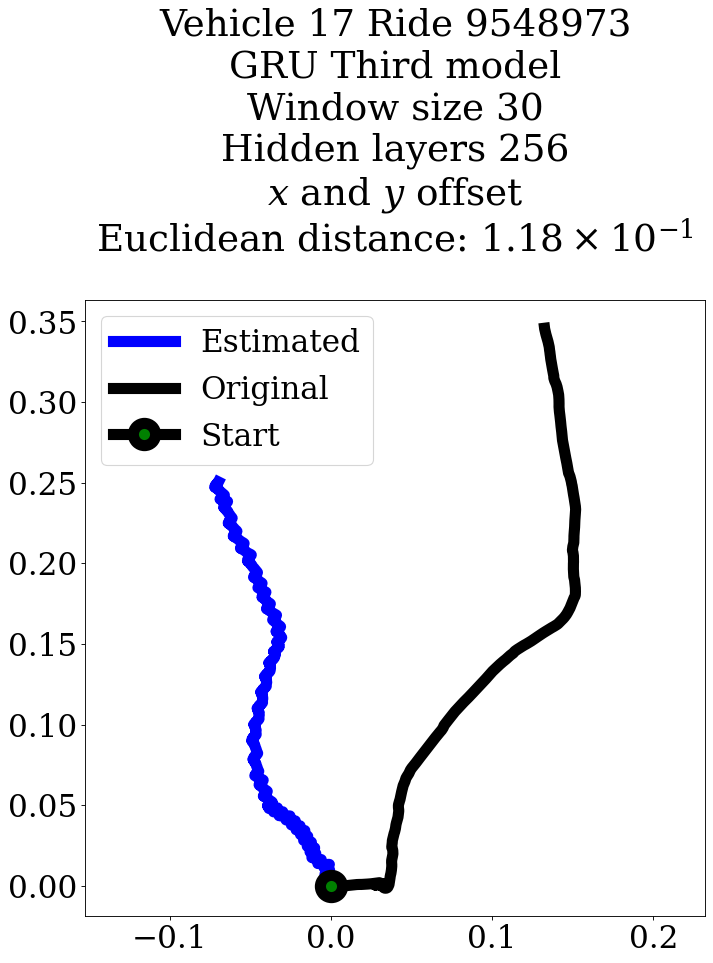 Vehicle 17 Ride 9548973
GRU Third model
Window size 30
Hidden layers 256
x and y offset
Euclidean distance: 1.18 × 10⁻¹
Estimated
Original
Start
0.35
0.30
0.25
0.20
0.15
0.10
0.05
0.00
−0.1 0.0 0.1 0.2